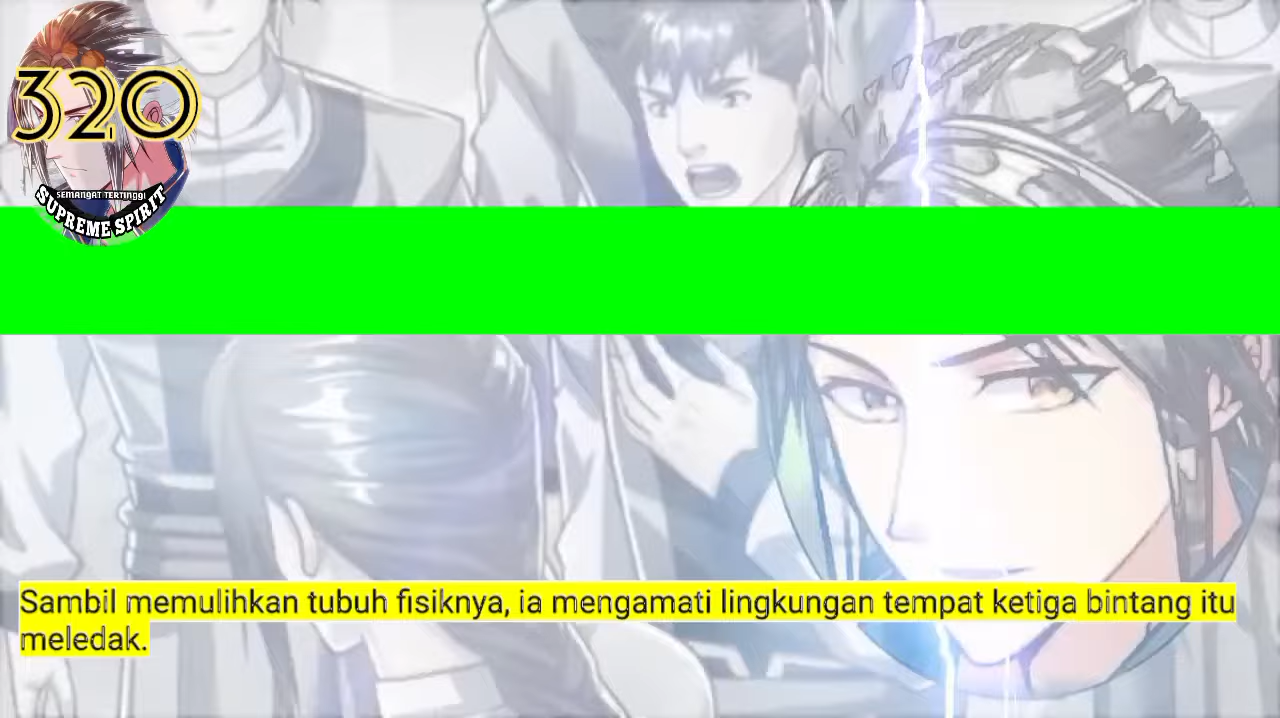 320
SEMANGAT TERTINGGI
SUPREME SPIRIT
Sambil memulihkan tubuh fisiknya, ia mengamati lingkungan tempat ketiga bintang itu
meledak.